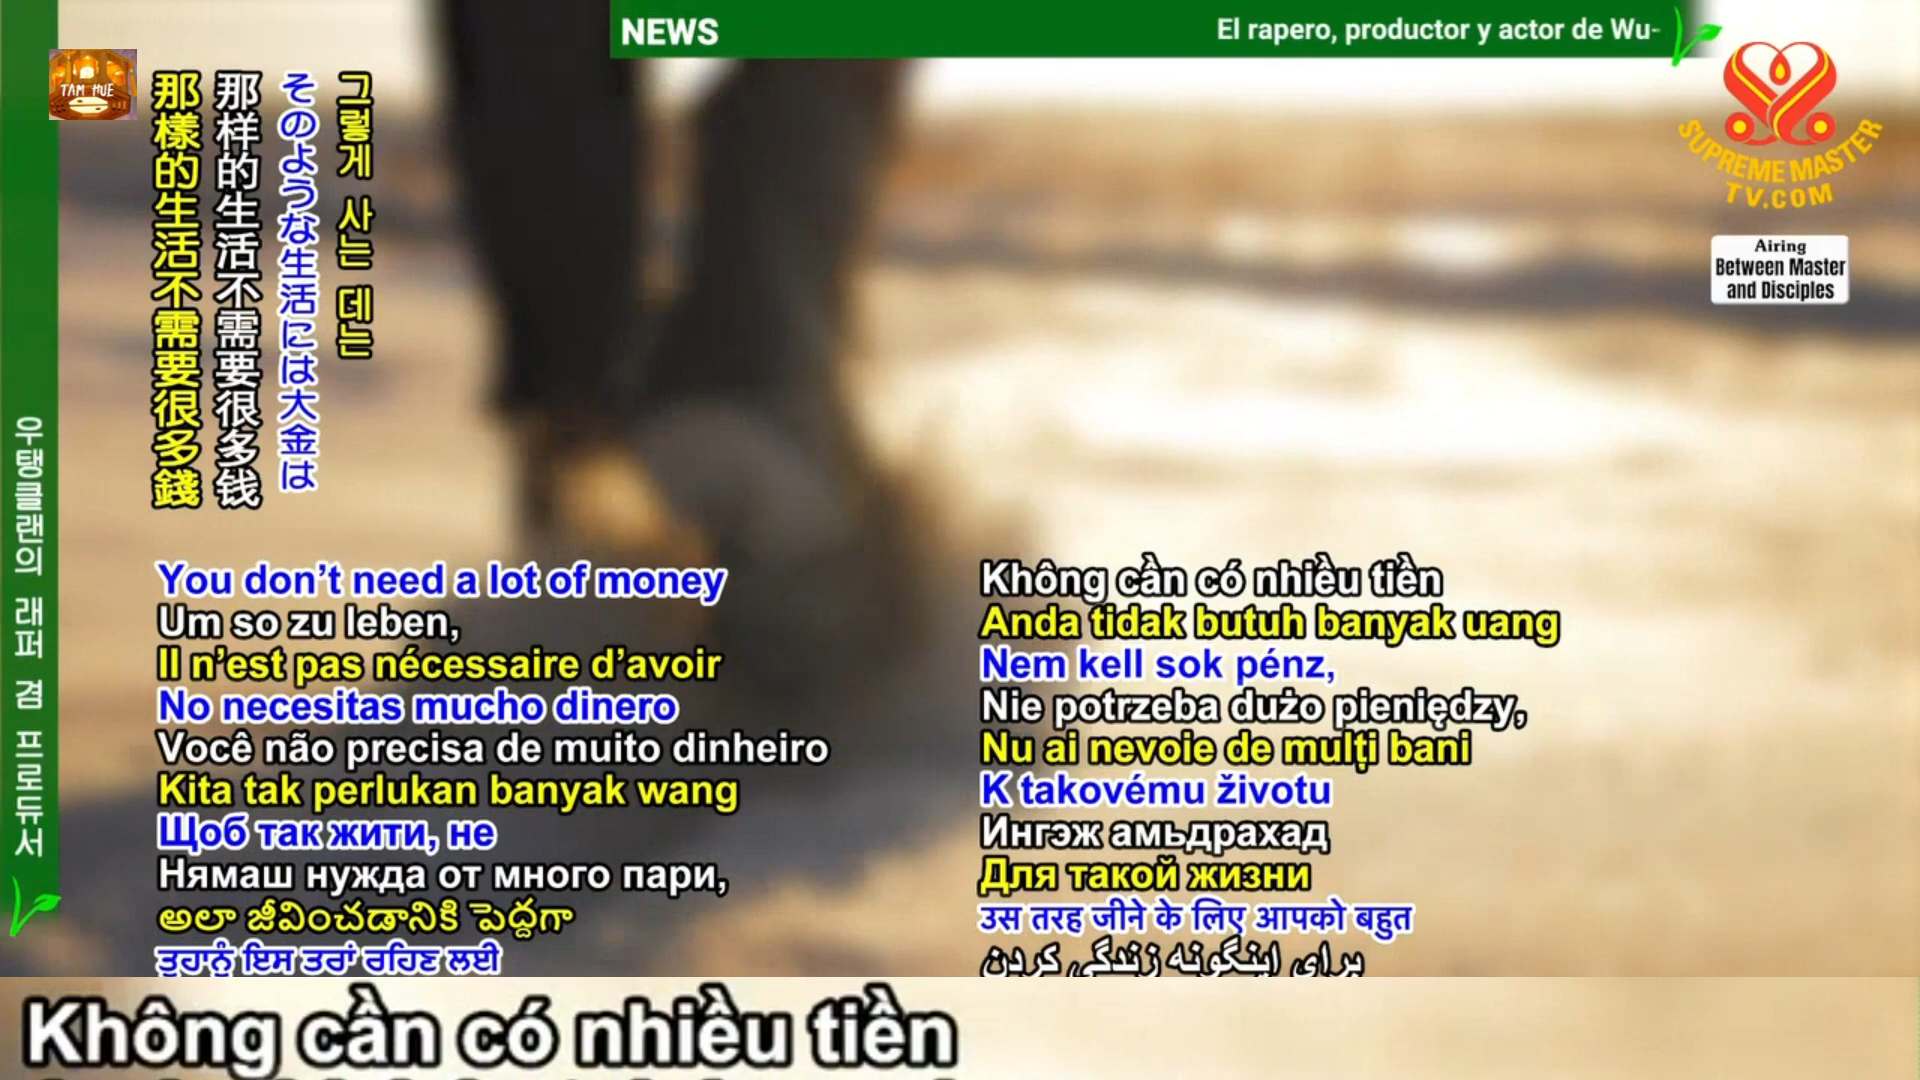 NEWS
El rapero, productor y actor de Wu-
TAM HUE
SUPREME MASTER
TV.COM
Airing
Between Master
and Disciples
那樣的生活不需要很多錢
那样的生活不需要很多钱
そのような生活には大金は
그렇게 사는 데는
우탱클랜의 래퍼 겸 프로듀서
You don’t need a lot of money
Um so zu leben,
Il n’est pas nécessaire d’avoir
No necesitas mucho dinero
Você não precisa de muito dinheiro
Kita tak perlukan banyak wang
Щоб так жити, не
Нямаш нужда от много пари,
అలా జీవించడానికి పెద్దగా
ਤੁਹਾਨੂੰ ਇਸ ਤਰਾਂ ਰਹਿਣ ਲਈ
Không cần có nhiều tiền
Anda tidak butuh banyak uang
Nem kell sok pénz,
Nie potrzeba dużo pieniędzy,
Nu ai nevoie de mulți bani
K takovému životu
Ингэж амьдрахад
Для такой жизни
उस तरह जीने के लिए आपको बहुत
برای اینگونه زندگی کردن
Không cần có nhiều tiền